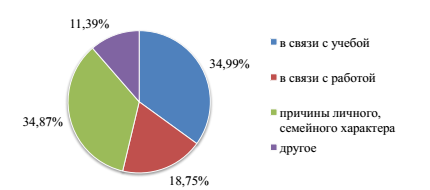 11,39%
34,99%
34,87%
18,75%
в связи с учебой
в связи с работой
причины личного,
семейного характера
другое